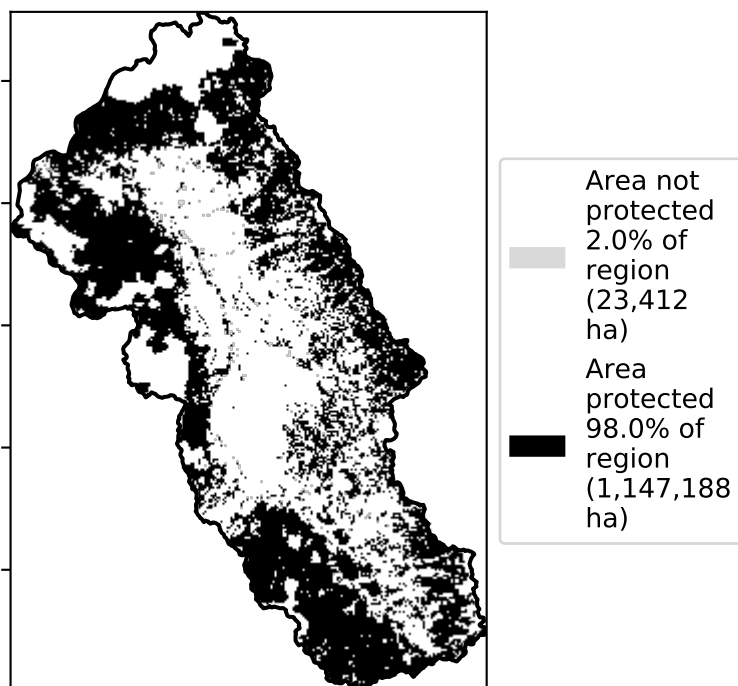 Area not
protected
2.0% of
region
(23,412
ha)
Area
protected
98.0% of
region
(1,147,188
ha)